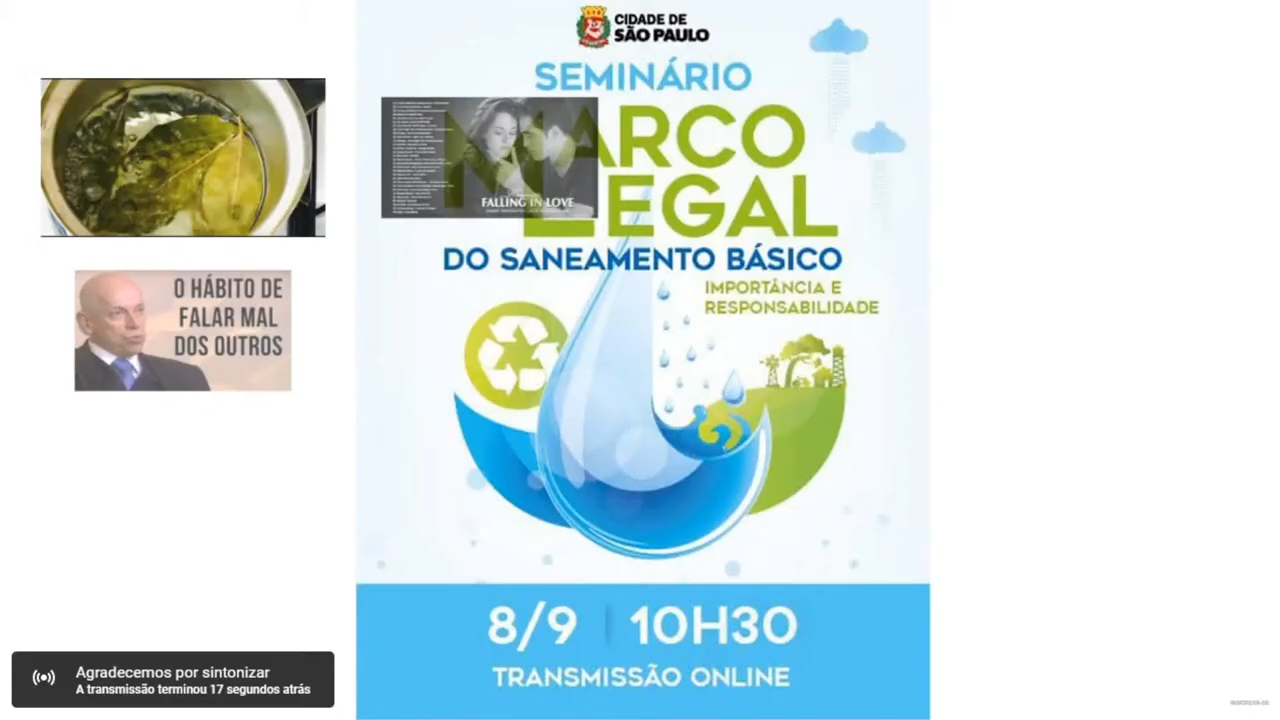 CIDADE DE
SÃO PAULO
SEMINÁRIO
MARCO
LEGAL
FALLING IN LOVE
DO SANEAMENTO BÁSICO
IMPORTÂNCIA E
RESPONSABILIDADE
O HÁBITO DE
FALAR MAL
DOS OUTROS
8/9 | 10H30
TRANSMISSÃO ONLINE
Agradecemos por sintonizar
A transmissão terminou 17 segundos atrás